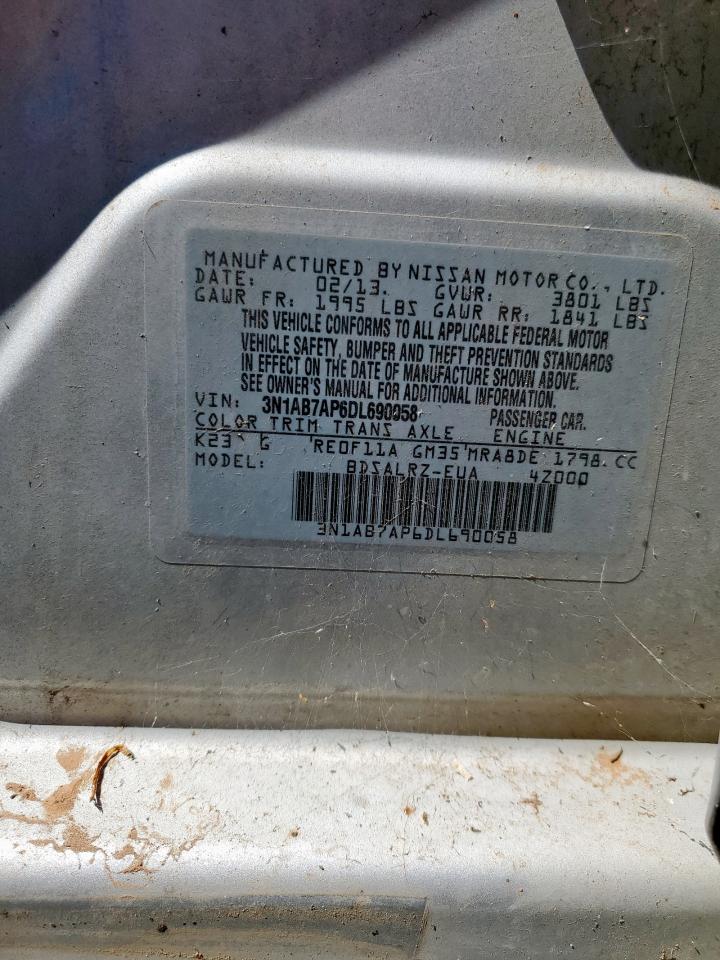 MANUFACTURED BY NISSAN MOTOR CO., LTD.
DATE: 02/13. GVWR: 3801 LBS
GAWR FR: 1995 LBS GAWR RR: 1841 LBS
THIS VEHICLE CONFORMS TO ALL APPLICABLE FEDERAL MOTOR
VEHICLE SAFETY, BUMPER AND THEFT PREVENTION STANDARDS
IN EFFECT ON THE DATE OF MANUFACTURE SHOWN ABOVE.
SEE OWNER'S MANUAL FOR ADDITIONAL INFORMATION.
VIN: 3N1AB7AP6DL690058 PASSENGER CAR.
COLOR TRIM TRANS AXLE ENGINE
K23 G RE0F11A GM35 MRA8DE 1798.CC
MODEL: BDSALRZ-EUA 4Z000
3N1AB7AP6DL690058